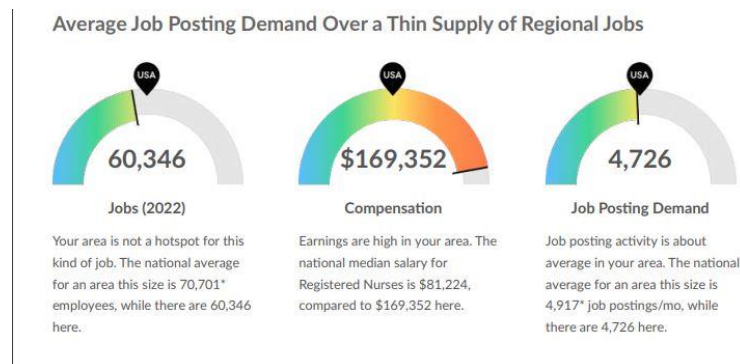 Average Job Posting Demand Over a Thin Supply of Regional Jobs
USA
60,346
Jobs (2022)
Your area is not a hotspot for this
kind of job. The national average
for an area this size is 70,701*
employees, while there are 60,346
here.
USA
$169,352
Compensation
Earnings are high in your area. The
national median salary for
Registered Nurses is $81,224,
compared to $169,352 here.
USA
4,726
Job Posting Demand
Job posting activity is about
average in your area. The national
average for an area this size is
4,917* job postings/mo, while
there are 4,726 here.